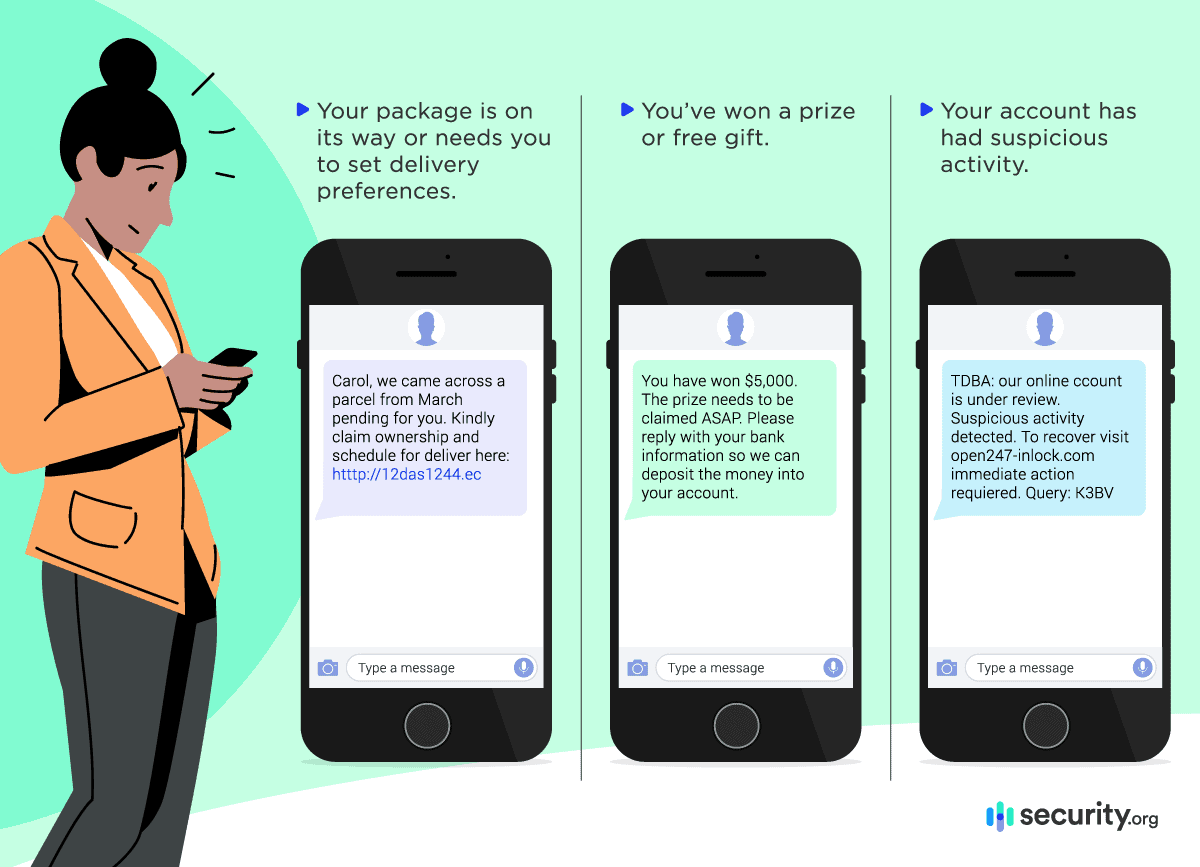 Your package is on
its way or needs you
to set delivery
preferences.
You’ve won a prize
or free gift.
Your account has
had suspicious
activity.
Carol, we came across a
parcel from March
pending for you. Kindly
claim ownership and
schedule for deliver here:
htttp://12das1244.ec
Type a message
You have won $5,000.
The prize needs to be
claimed ASAP. Please
reply with your bank
information so we can
deposit the money into
your account.
Type a message
TDBA: our online ccount
is under review.
Suspicious activity
detected. To recover visit
open247-inlock.com
immediate action
requiered. Query: K3BV
Type a message
security.org